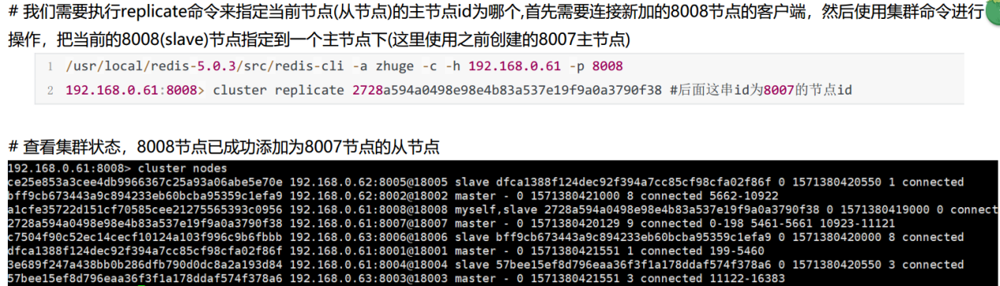 # 我们需要执行replicate命令来指定当前节点(从节点)的主节点id为哪个,首先需要连接新加的8008节点的客户端，然后使用集群命令进行
操作，把当前的8008(slave)节点指定到一个主节点下(这里使用之前创建的8007主节点)
1 /usr/local/redis-5.0.3/src/redis-cli -a zhuge -c -h 192.168.0.61 -p 8008
2 192.168.0.61:8008> cluster replicate 2728a594a0498e98e4b83a537e19f9a0a3790f38 #后面这串id为8007的节点id
# 查看集群状态，8008节点已成功添加为8007节点的从节点
192.168.0.61:8008> cluster nodes
ce25e853a3cee4db9966367c25a93a06abe5e70e 192.168.0.62:8005@18005 slave dfca1388f124dec92f394a7cc85cf98cfa02f86f 0 1571380420550 1 connected
bff9cb673443a9c894233eb60bcba95359c1efa9 192.168.0.62:8002@18002 master - 0 1571380421000 8 connected 5662-10922
a1cfe35722d151cf70585cee21275565393c0956 192.168.0.61:8008@18008 myself,slave 2728a594a0498e98e4b83a537e19f9a0a3790f38 0 1571380419000 0 connect
2728a594a0498e98e4b83a537e19f9a0a3790f38 192.168.0.61:8007@18007 master - 0 1571380420129 9 connected 0-198 5461-5661 10923-11121
c7504f90c52ec14cecf10124a103f996c9b6fbbb 192.168.0.63:8006@18006 slave bff9cb673443a9c894233eb60bcba95359c1efa9 0 1571380420000 8 connected
dfca1388f124dec92f394a7cc85cf98cfa02f86f 192.168.0.61:8001@18001 master - 0 1571380421551 1 connected 199-5460
3e689f247a438bb0b286dfb790d0dc8a2a193d84 192.168.0.61:8004@18004 slave 57bee15ef8d796eaa36f3f1a178ddaf574f378a6 0 1571380420550 3 connected
57bee15ef8d796eaa36f3f1a178ddaf574f378a6 192.168.0.63:8003@18003 master - 0 1571380421551 3 connected 11122-16383